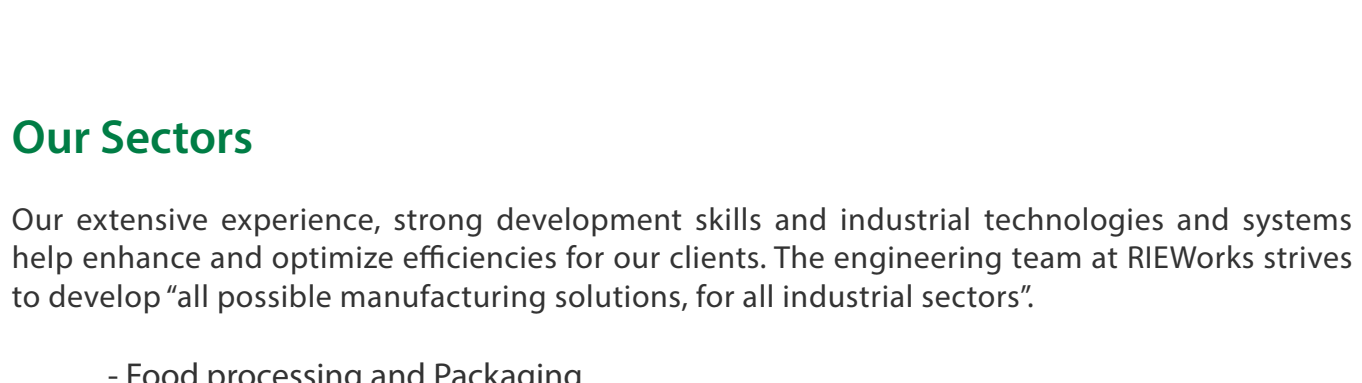 Our Sectors
Our extensive experience, strong development skills and industrial technologies and systems
help enhance and optimize efficiencies for our clients. The engineering team at RIEWorks strives
to develop “all possible manufacturing solutions, for all industrial sectors”.
- Food processing and Packaging